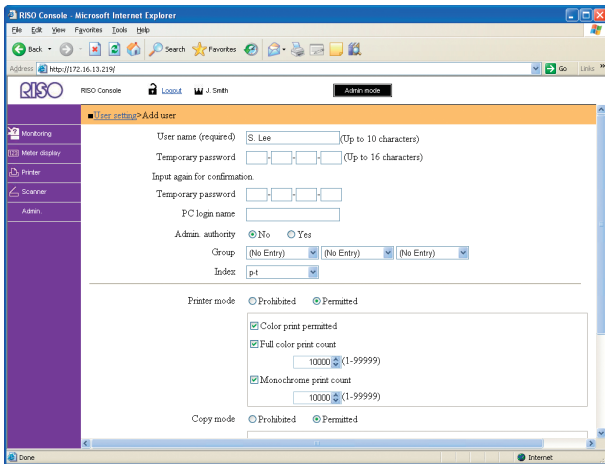 RISO Console - Microsoft Internet Explorer
File Edit View Favorites Tools Help
Back Search Favorites
Address http://172.16.13.219/ Go Links »
RISO RISO Console Logout J. Smith Admin mode
■User setting>Add user
Monitoring
Meter display
Printer
Scanner
Admin.
User name (required) S. Lee (Up to 10 characters)
Temporary password - - - (Up to 16 characters)
Input again for confirmation.
Temporary password - - -
PC login name
Admin. authority No Yes
Group (No Entry) (No Entry) (No Entry)
Index p-t
Printer mode Prohibited Permitted
Color print permitted
Full color print count
10000 (1-99999)
Monochrome print count
10000 (1-99999)
Copy mode Prohibited Permitted
Done Internet